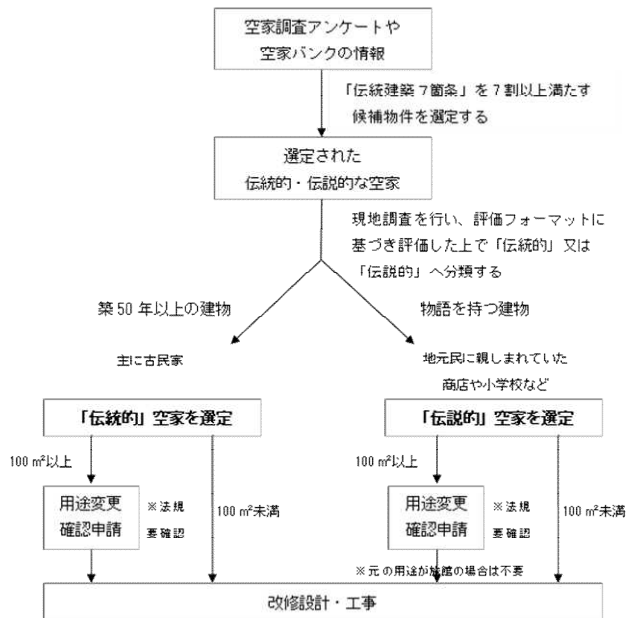 空家調査アンケートや
空家バンクの情報
「伝統建築７箇条」を７割以上満たす
候補物件を選定する
選定された
伝統的・伝説的な空家
現地調査を行い、評価フォーマットに
基づき評価した上で「伝統的」又は
「伝説的」へ分類する
築50年以上の建物
物語を持つ建物
主に古民家
地元民に親しまれていた
商店や小学校など
「伝統的」空家を選定
「伝説的」空家を選定
100㎡以上
100㎡以上
用途変更
確認申請
※法規
要確認
100㎡未満
用途変更
確認申請
※法規
要確認
100㎡未満
※元の用途が旅館の場合は不要
改修設計・工事